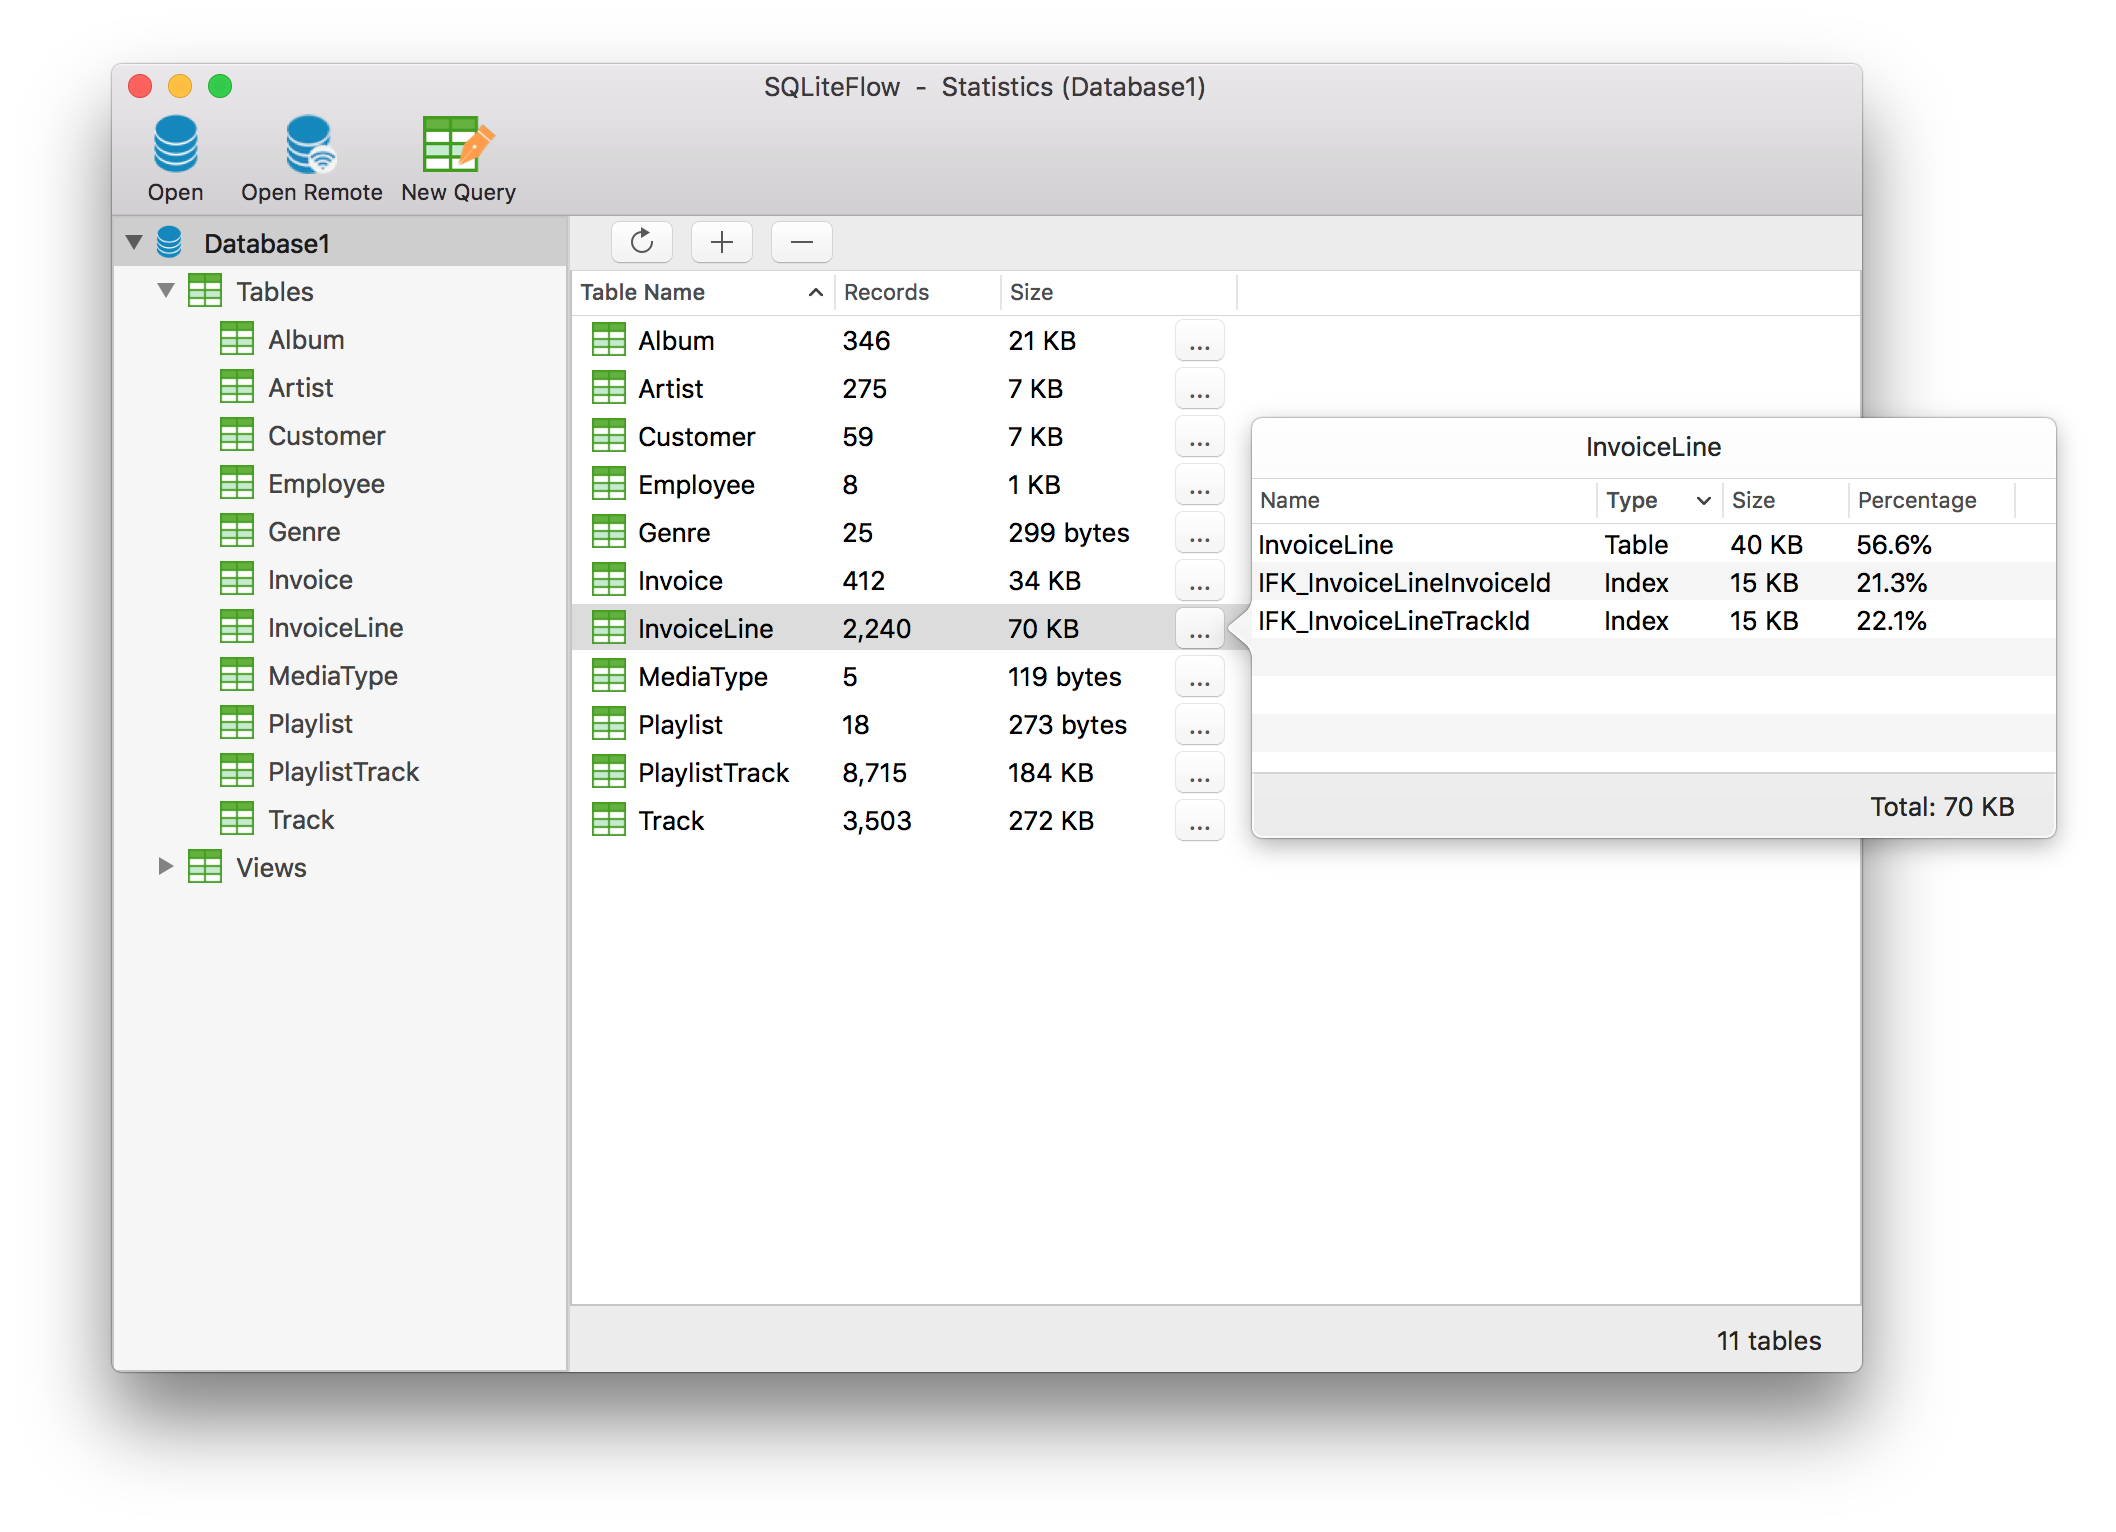 SQLiteFlow - Statistics (Database1)
Open
Open Remote
New Query
Database1
Tables
Album
Artist
Customer
Employee
Genre
Invoice
InvoiceLine
MediaType
Playlist
PlaylistTrack
Track
Views
Table Name Records Size
Album 346 21 KB ...
Artist 275 7 KB ...
Customer 59 7 KB ...
Employee 8 1 KB ...
Genre 25 299 bytes ...
Invoice 412 34 KB ...
InvoiceLine 2,240 70 KB ...
MediaType 5 119 bytes ...
Playlist 18 273 bytes ...
PlaylistTrack 8,715 184 KB ...
Track 3,503 272 KB ...
InvoiceLine
Name Type Size Percentage
InvoiceLine Table 40 KB 56.6%
IFK_InvoiceLineInvoiceId Index 15 KB 21.3%
IFK_InvoiceLineTrackId Index 15 KB 22.1%
Total: 70 KB
11 tables